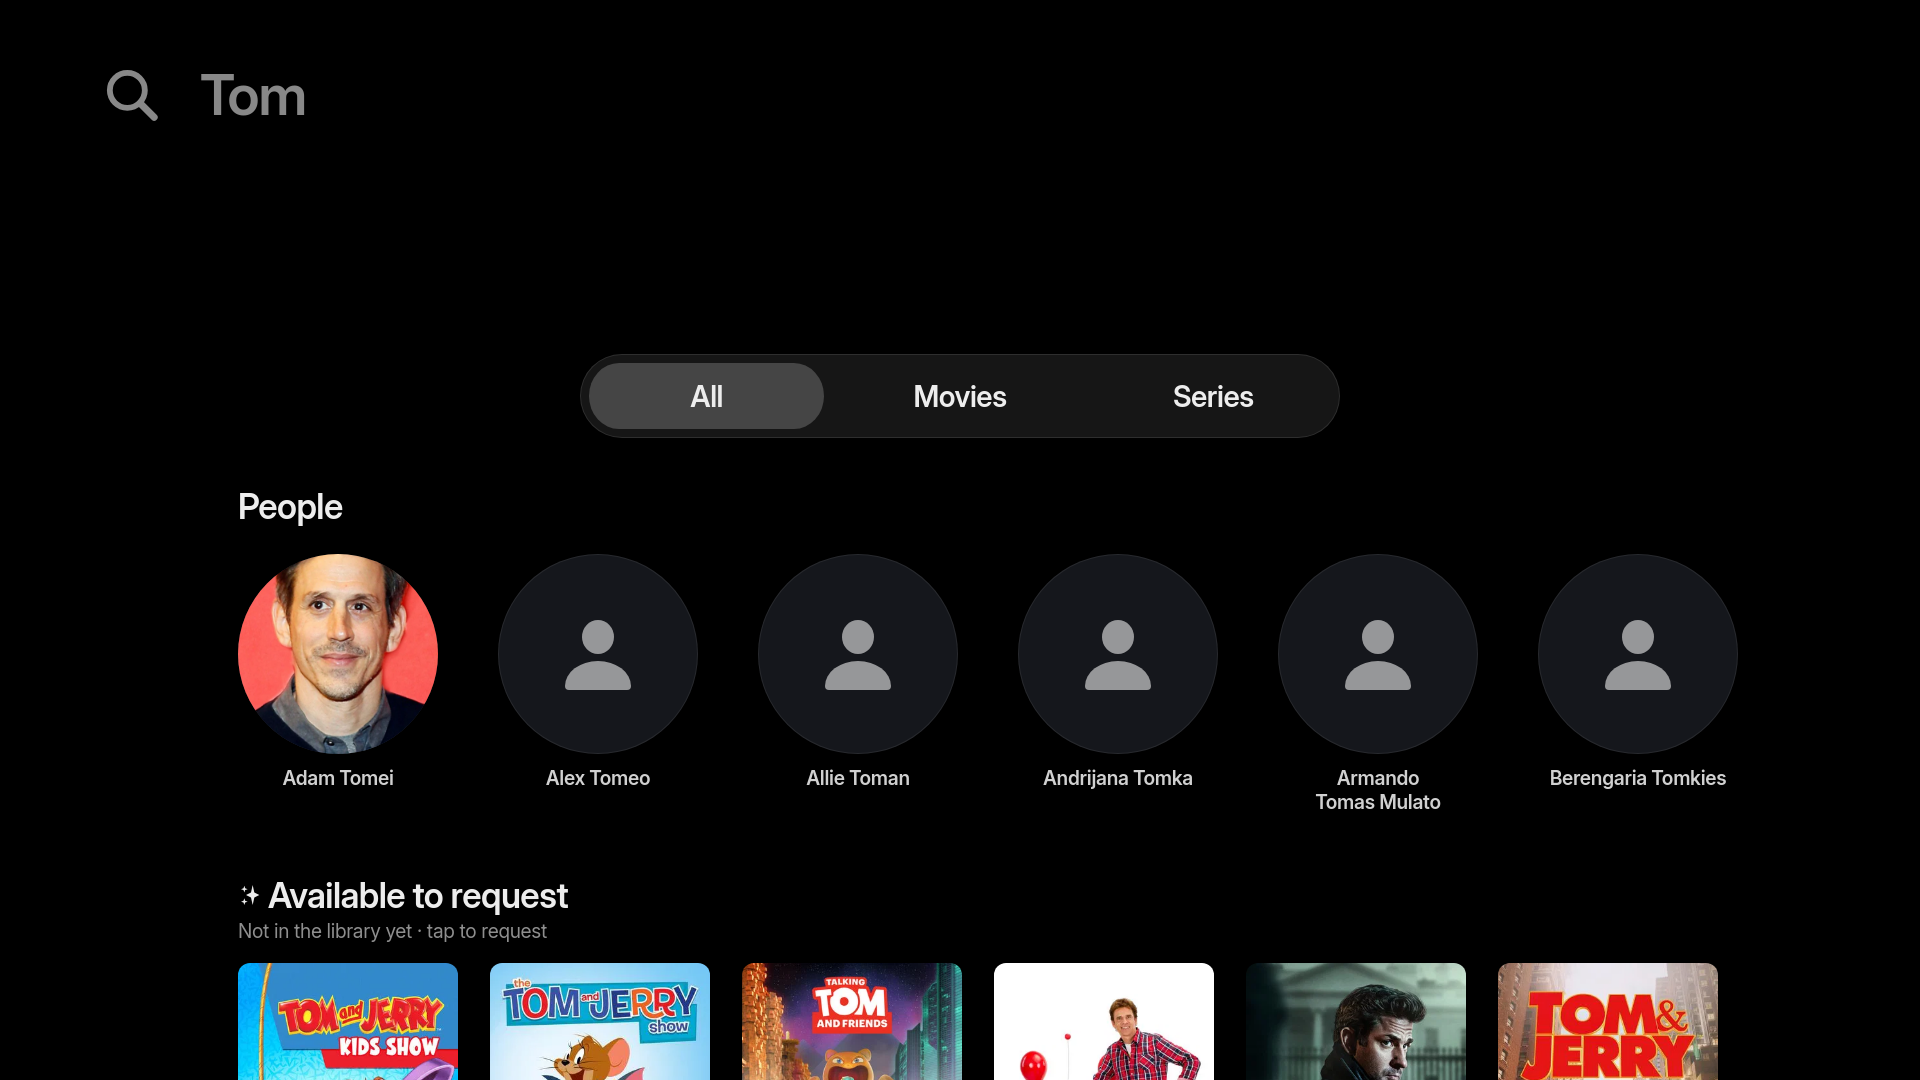 Tom
All
Movies
Series
People
Adam Tomei
Alex Tomeo
Allie Toman
Andrijana Tomka
Armando
Tomas Mulato
Berengaria Tomkies
Available to request
Not in the library yet · tap to request
TOM and JERRY
KIDS SHOW
the
TOM and JERRY
show
TALKING
TOM
AND FRIENDS
TOM &
JERRY